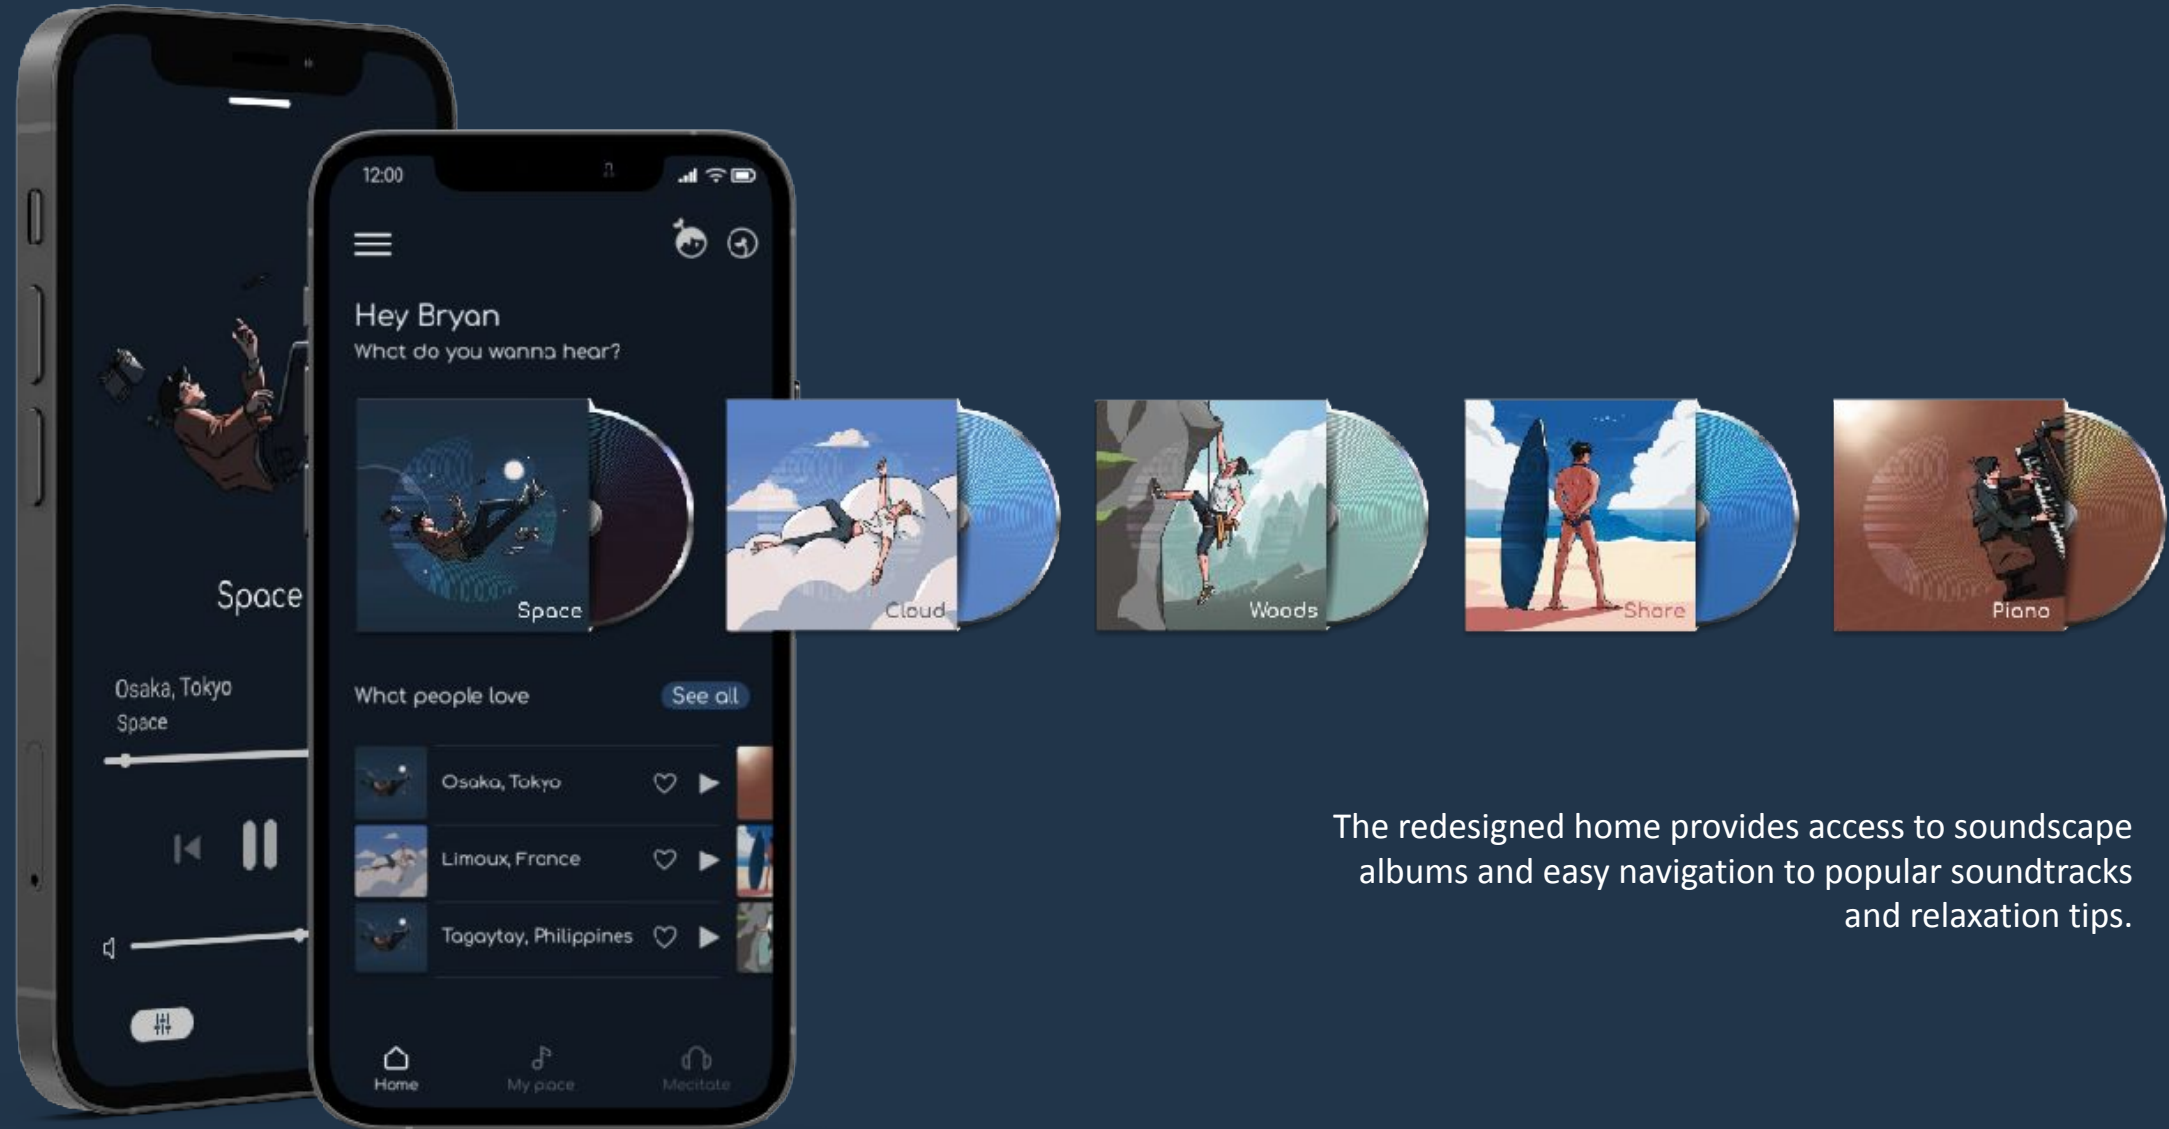 Space
Osaka, Tokyo
Space
12:00
Hey Bryan
What do you wanna hear?
Space
Cloud
Woods
Shore
Piano
What people love
See all
Osaka, Tokyo
Limoux, France
Tagaytay, Philippines
Home
My place
Meditate
The redesigned home provides access to soundscape
albums and easy navigation to popular soundtracks
and relaxation tips.